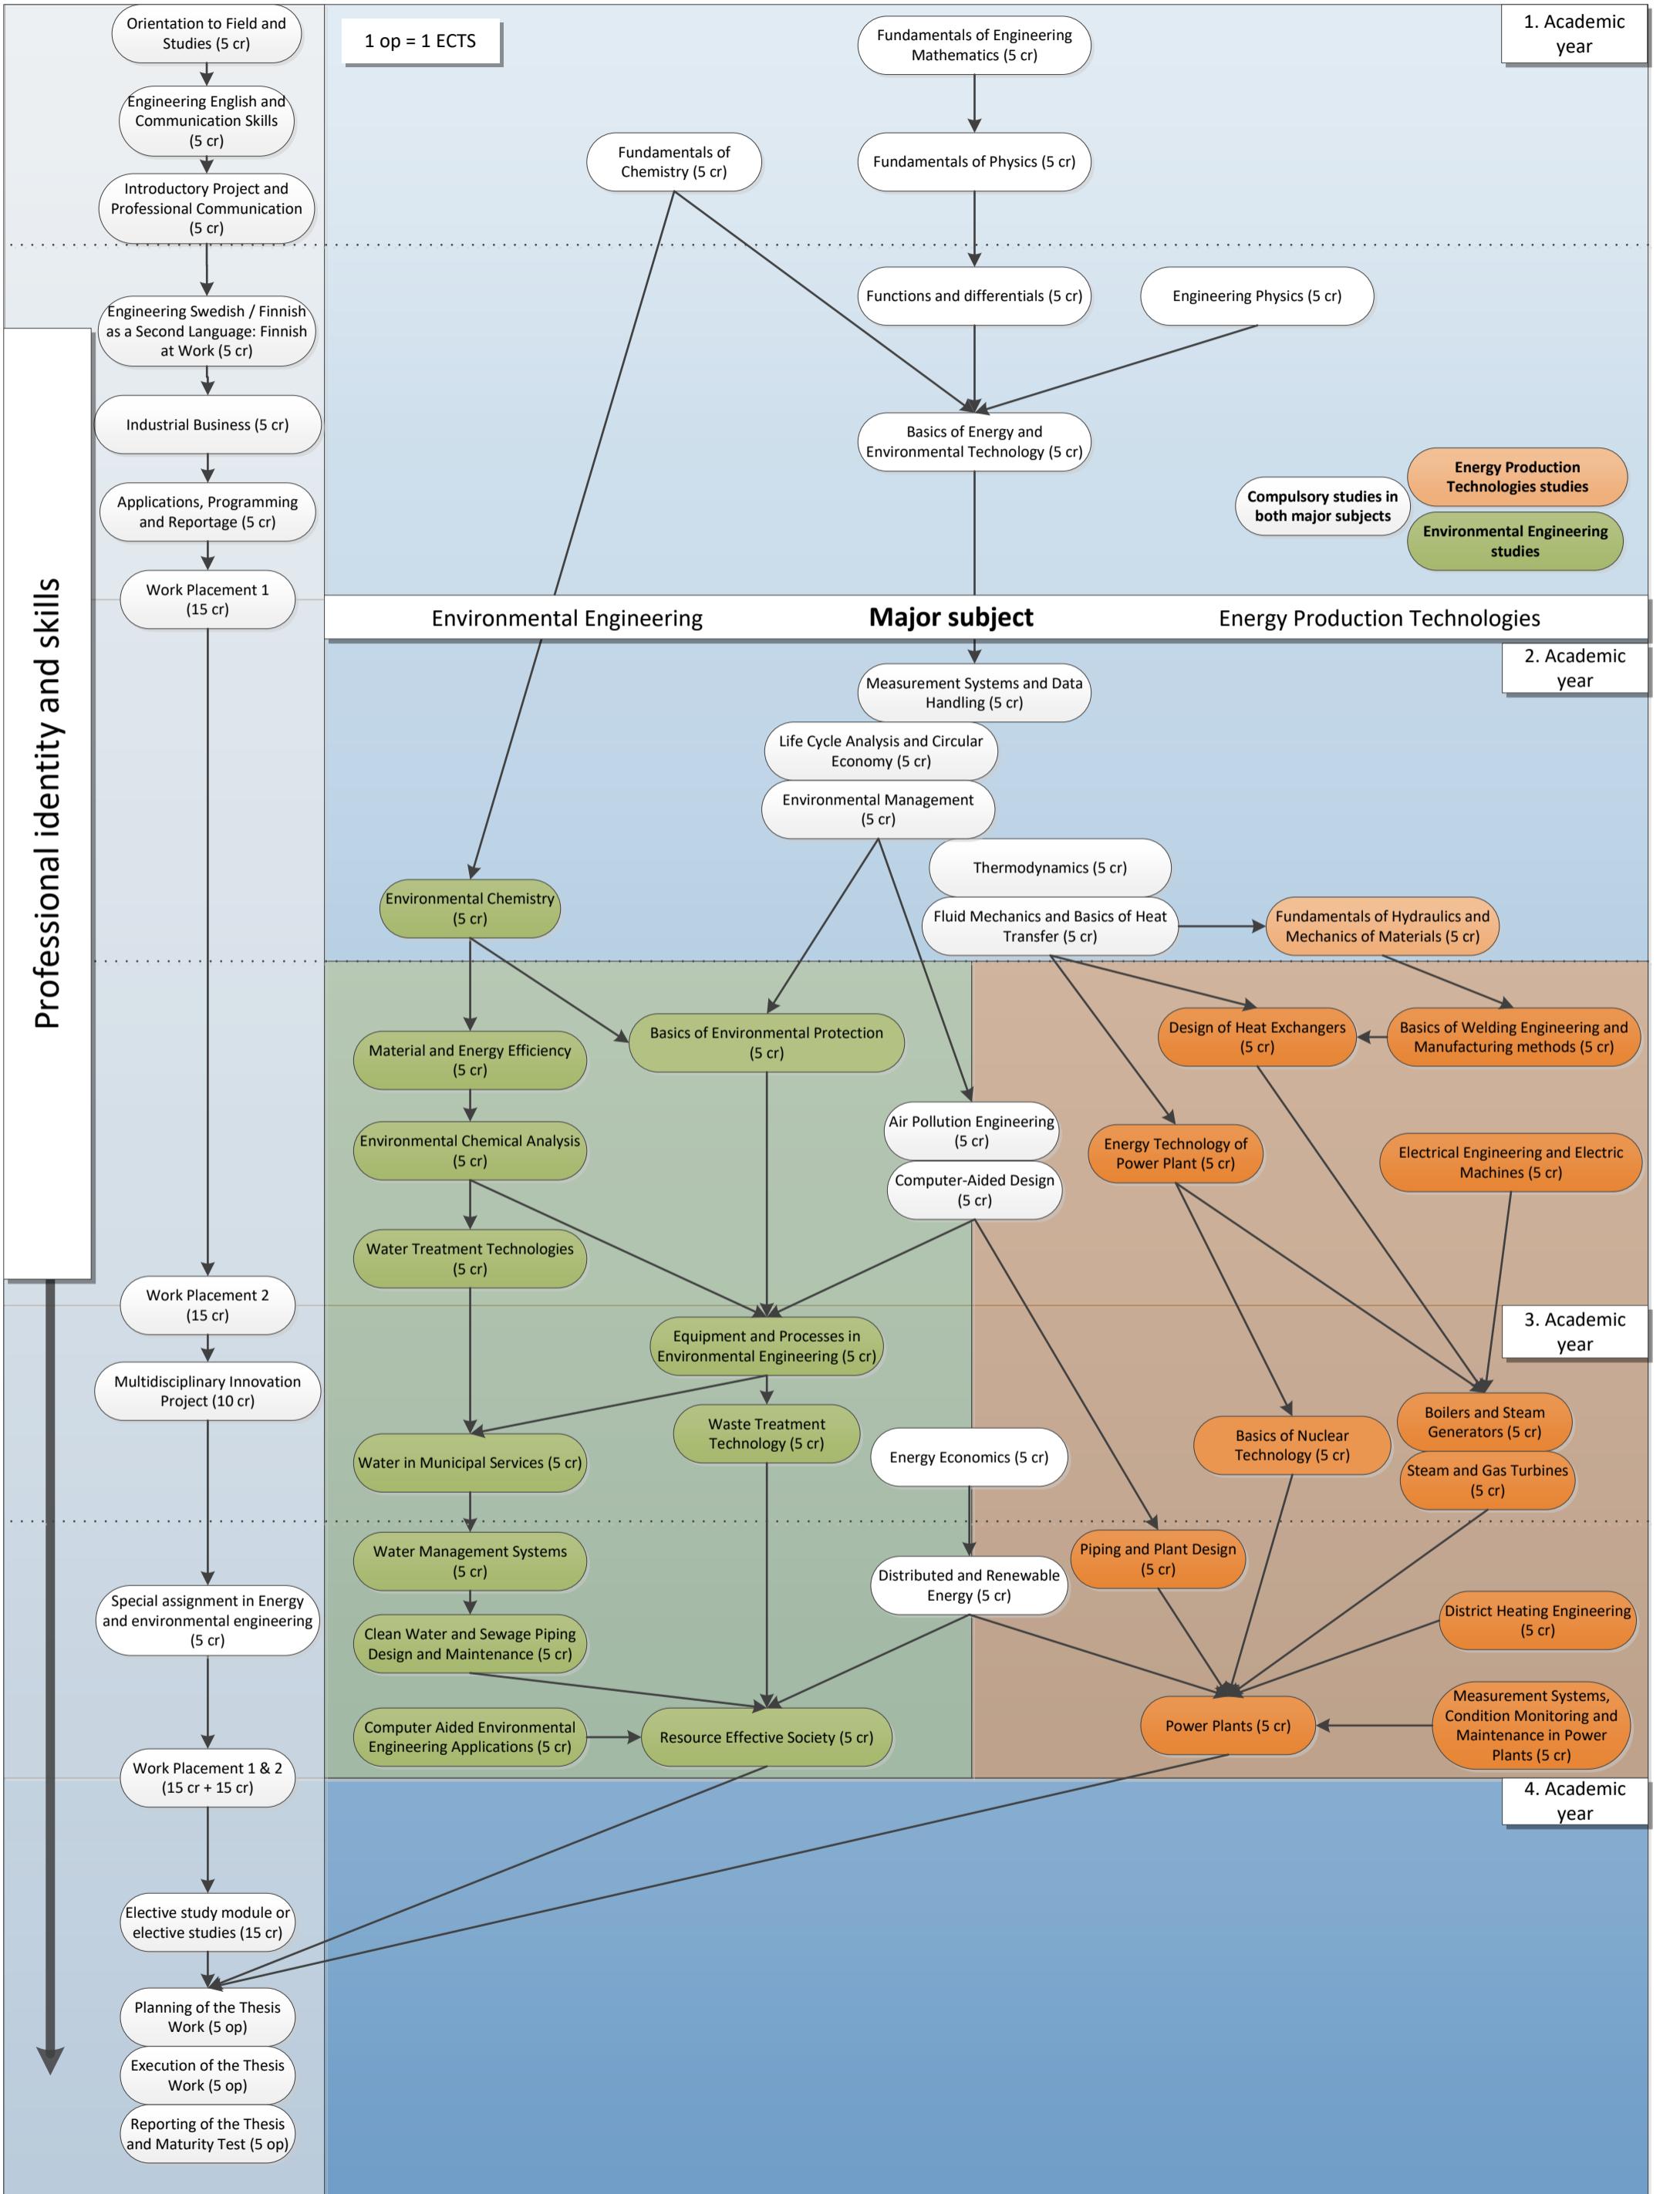 Orientation to Field and
Studies (5 cr)
Engineering English and
Communication Skills
(5 cr)
Introductory Project and
Professional Communication
(5 cr)
Engineering Swedish / Finnish
as a Second Language: Finnish
at Work (5 cr)
Industrial Business (5 cr)
Applications, Programming
and Reportage (5 cr)
Work Placement 1
(15 cr)
Work Placement 2
(15 cr)
Multidisciplinary Innovation
Project (10 cr)
Special assignment in Energy
and environmental engineering
(5 cr)
Work Placement 1 & 2
(15 cr + 15 cr)
Elective study module or
elective studies (15 cr)
Planning of the Thesis
Work (5 op)
Execution of the Thesis
Work (5 op)
Reporting of the Thesis
and Maturity Test (5 op)
Professional identity and skills
1 op = 1 ECTS
1. Academic
year
Fundamentals of Engineering
Mathematics (5 cr)
Fundamentals of
Chemistry (5 cr)
Fundamentals of Physics (5 cr)
Functions and differentials (5 cr)
Engineering Physics (5 cr)
Basics of Energy and
Environmental Technology (5 cr)
Compulsory studies in
both major subjects
Energy Production
Technologies studies
Environmental Engineering
studies
Environmental Engineering
Major subject
Energy Production Technologies
2. Academic
year
Measurement Systems and Data
Handling (5 cr)
Life Cycle Analysis and Circular
Economy (5 cr)
Environmental Management
(5 cr)
Thermodynamics (5 cr)
Environmental Chemistry
(5 cr)
Fluid Mechanics and Basics of Heat
Transfer (5 cr)
Fundamentals of Hydraulics and
Mechanics of Materials (5 cr)
Material and Energy Efficiency
(5 cr)
Basics of Environmental Protection
(5 cr)
Design of Heat Exchangers
(5 cr)
Basics of Welding Engineering and
Manufacturing methods (5 cr)
Environmental Chemical Analysis
(5 cr)
Air Pollution Engineering
(5 cr)
Computer-Aided Design
(5 cr)
Energy Technology of
Power Plant (5 cr)
Electrical Engineering and Electric
Machines (5 cr)
Water Treatment Technologies
(5 cr)
3. Academic
year
Equipment and Processes in
Environmental Engineering (5 cr)
Waste Treatment
Technology (5 cr)
Water in Municipal Services (5 cr)
Energy Economics (5 cr)
Basics of Nuclear
Technology (5 cr)
Boilers and Steam
Generators (5 cr)
Steam and Gas Turbines
(5 cr)
Water Management Systems
(5 cr)
Distributed and Renewable
Energy (5 cr)
Piping and Plant Design
(5 cr)
District Heating Engineering
(5 cr)
Clean Water and Sewage Piping
Design and Maintenance (5 cr)
Computer Aided Environmental
Engineering Applications (5 cr)
Resource Effective Society (5 cr)
Power Plants (5 cr)
Measurement Systems,
Condition Monitoring and
Maintenance in Power
Plants (5 cr)
4. Academic
year